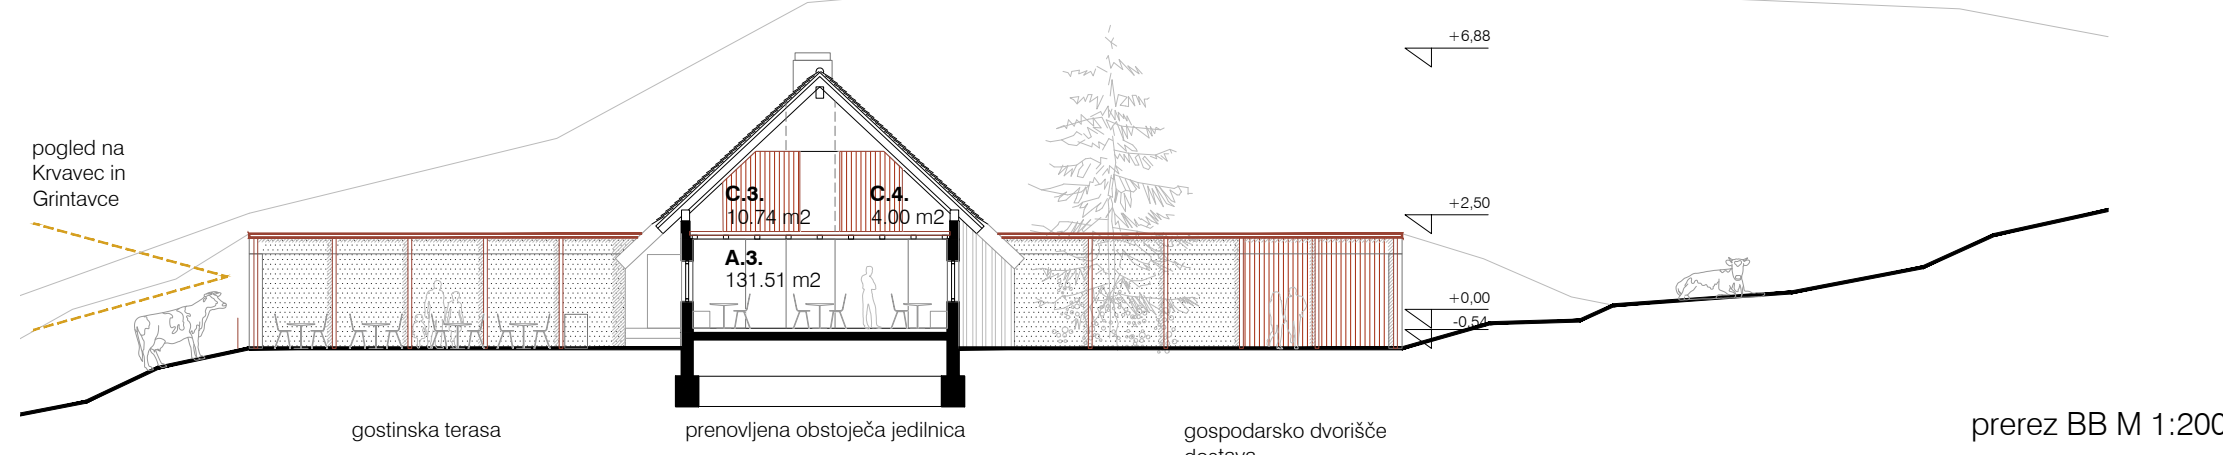 +6,88
pogled na
Krvavec in
Grintavce
C.3.
10.74 m2
C.4.
4.00 m2
+2,50
A.3.
131.51 m2
+0,00
-0,54
gostinska terasa
prenovljena obstoječa jedilnica
gospodarsko dvorišče
dostava
prerez BB M 1:200